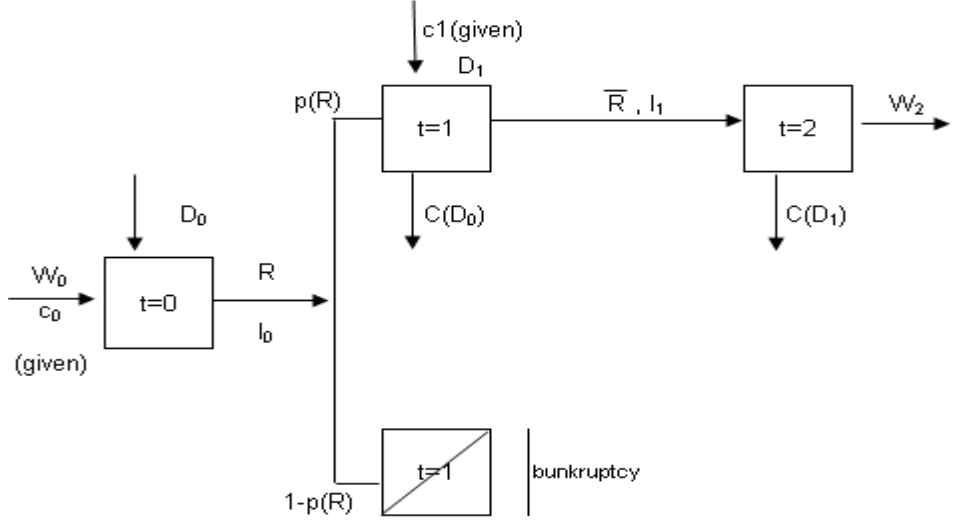 c1(given)
D₁
p(R)
t=1
R̅ , I₁
t=2
W₂
C(D₀)
C(D₁)
D₀
W₀
c₀
(given)
t=0
R
I₀
t=1
1-p(R)
bunkruptcy